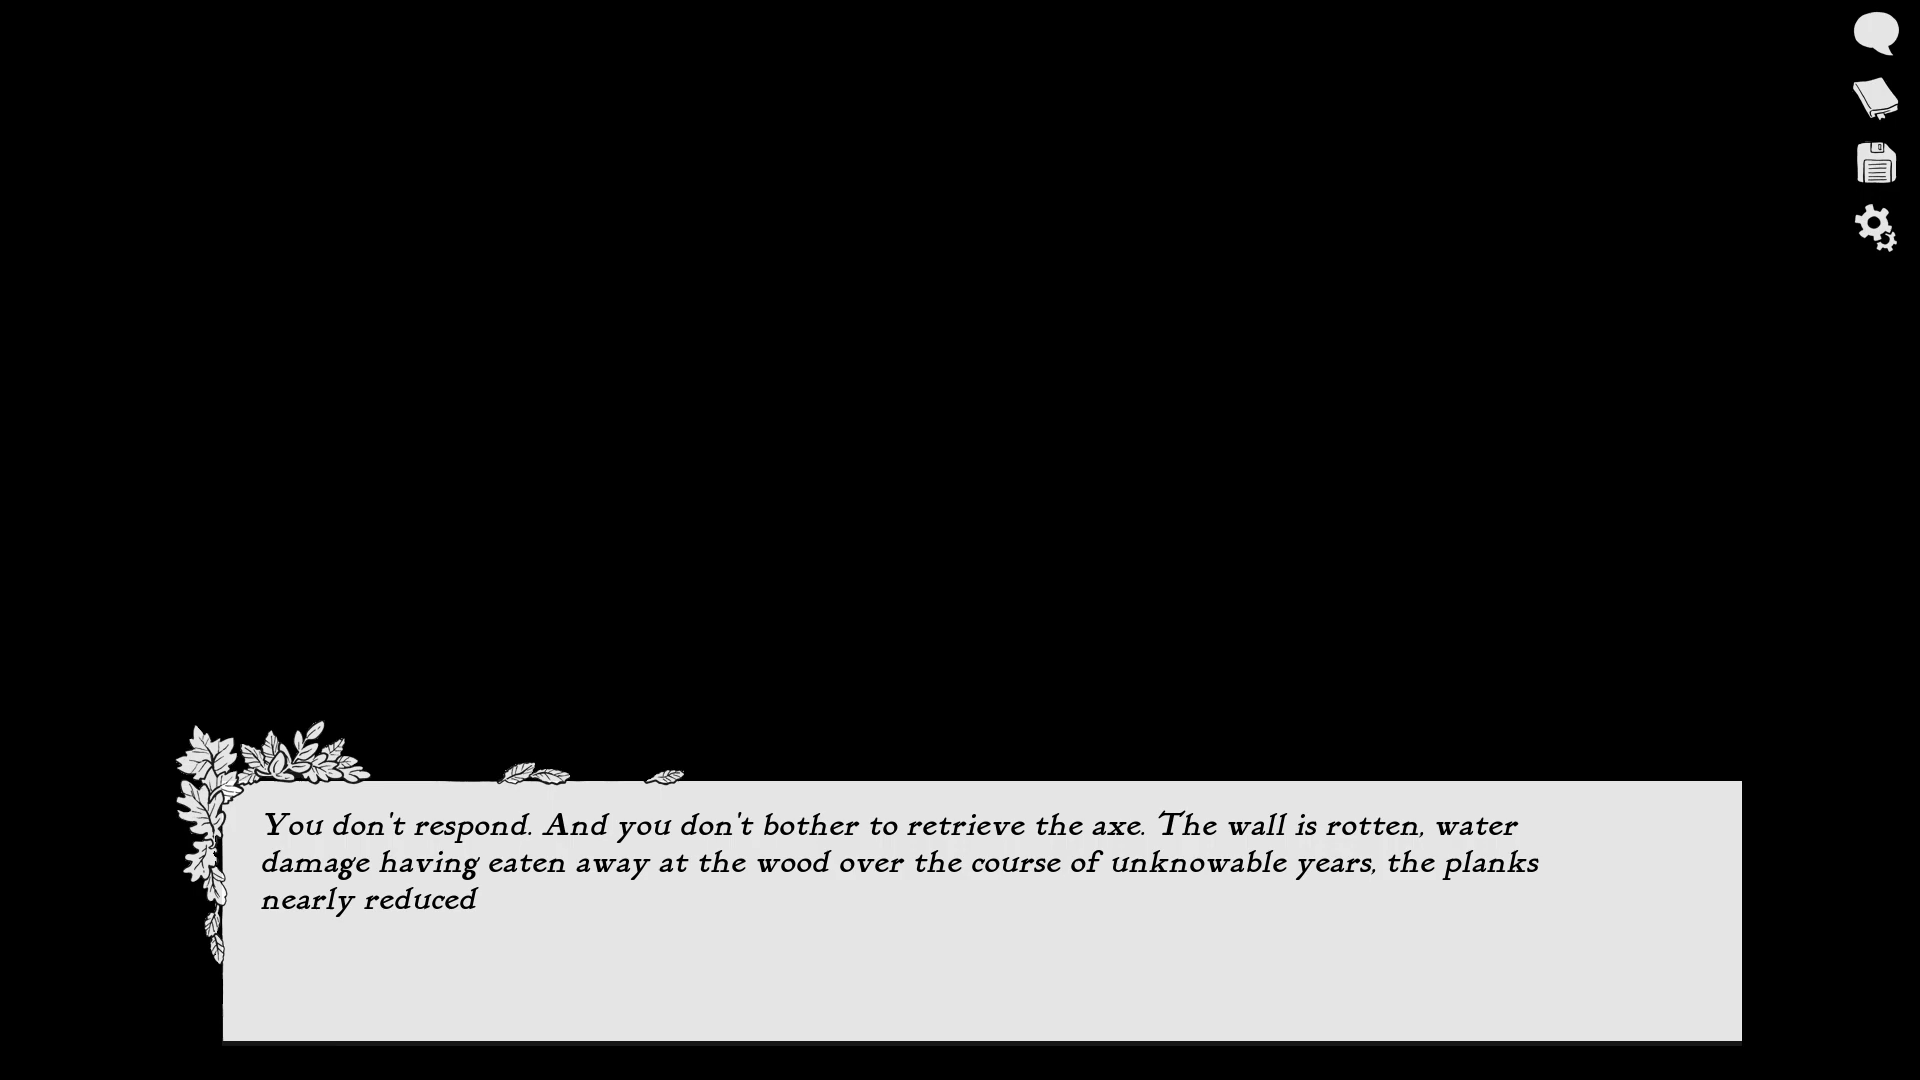 You don't respond. And you don't bother to retrieve the axe. The wall is rotten, water
damage having eaten away at the wood over the course of unknowable years, the planks
nearly reduced